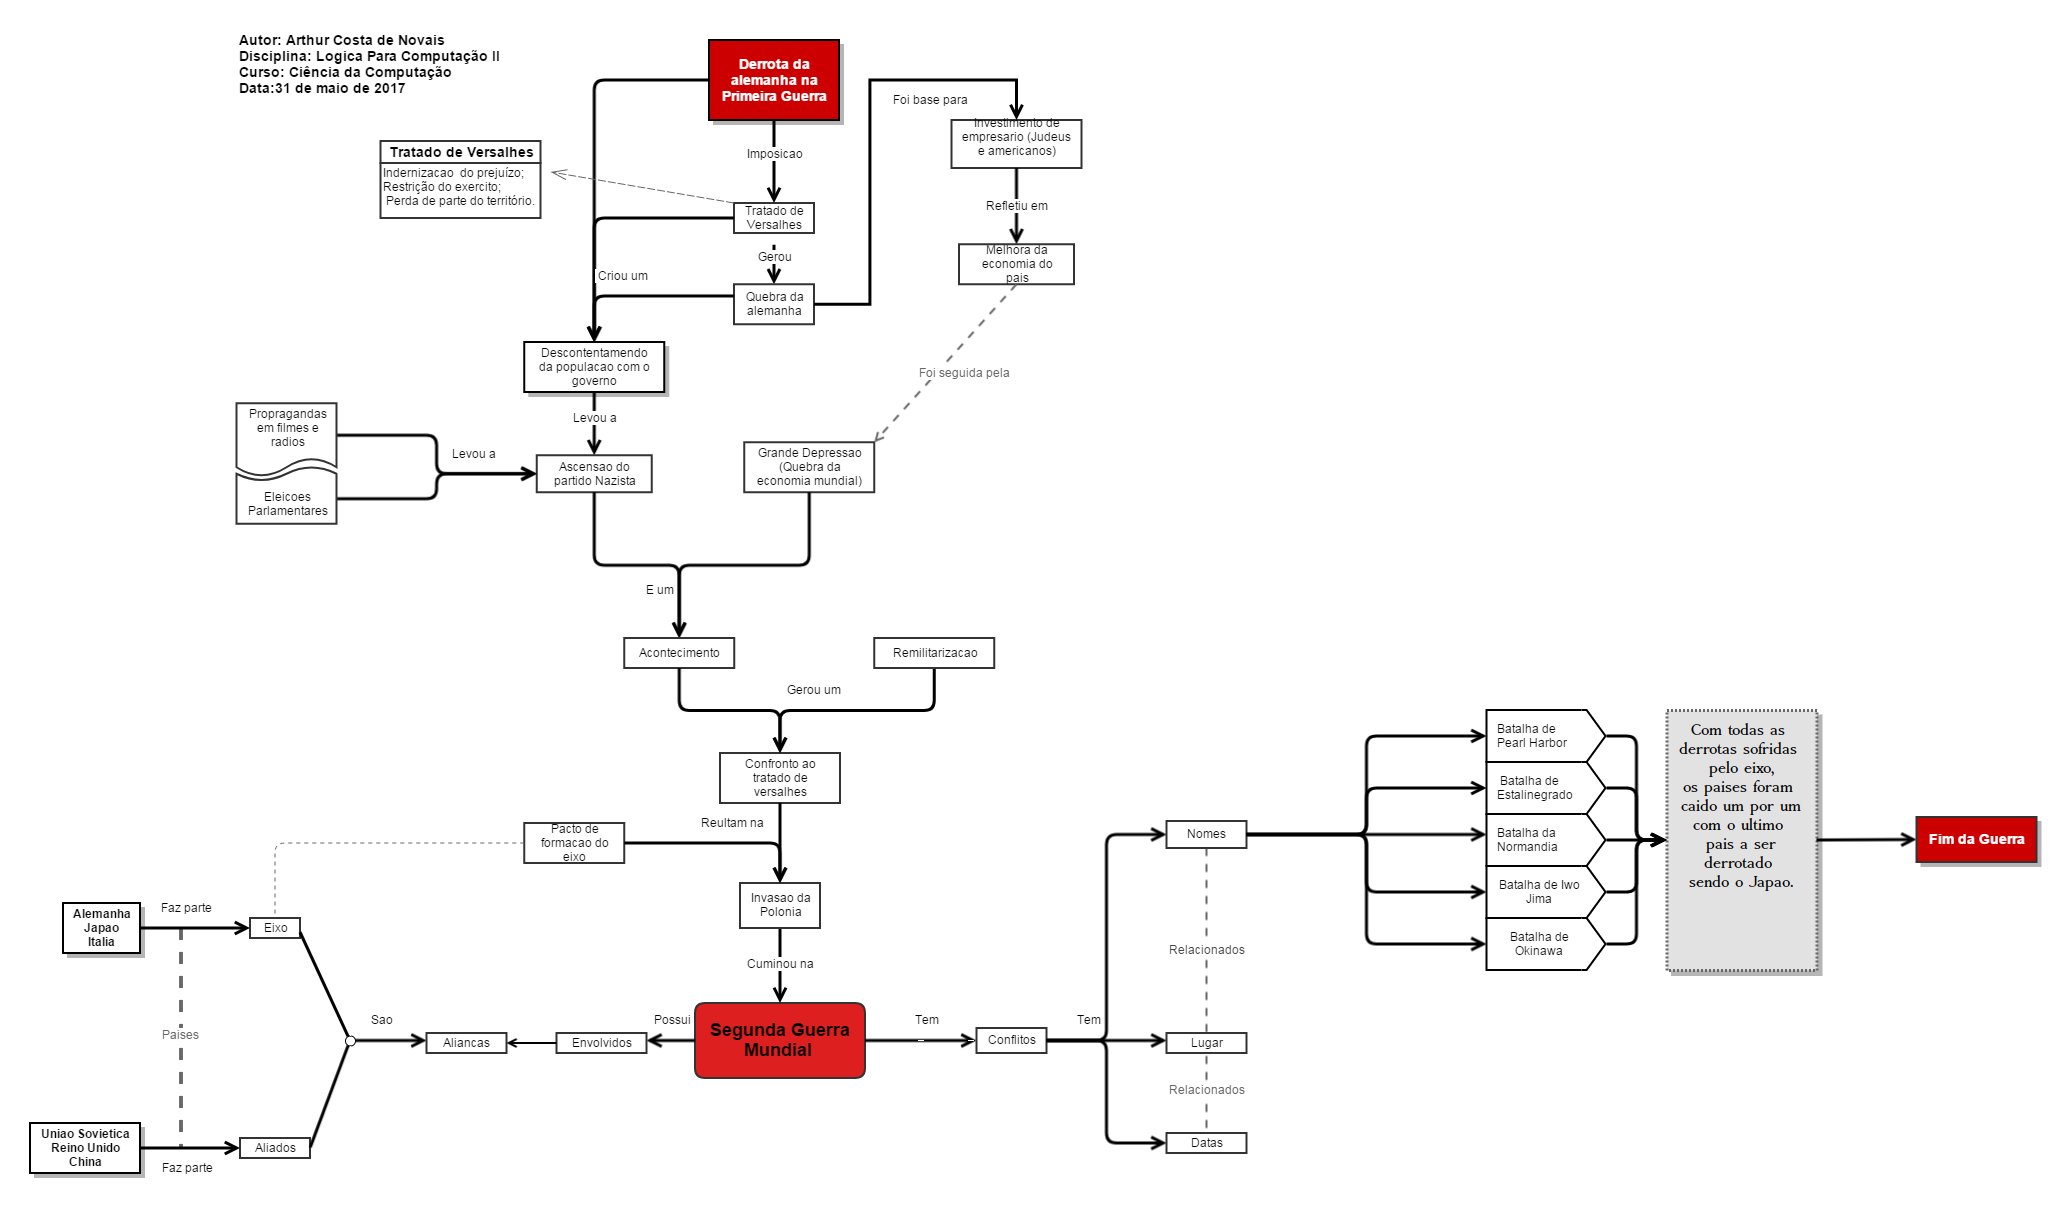 Autor: Arthur Costa de Novais
Disciplina: Logica Para Computação II
Curso: Ciência da Computação
Data:31 de maio de 2017
Derrota da
alemanha na
Primeira Guerra
Foi base para
Investimento de
empresario (Judeus
e americanos)
Imposicao
Tratado de Versalhes
Indernizacao  do prejuízo;
Restrição do exercito;
Perda de parte do território.
Tratado de
Versalhes
Refletiu em
Gerou
Melhora da
economia do
pais
Criou um
Quebra da
alemanha
Descontentamendo
da populacao com o
governo
Foi seguida pela
Levou a
Propragandas
em filmes e
radios
Eleicoes
Parlamentares
Levou a
Ascensao do
partido Nazista
Grande Depressao
(Quebra da
economia mundial)
E um
Acontecimento
Remilitarizacao
Gerou um
Confronto ao
tratado de
versalhes
Reultam na
Pacto de
formacao do
eixo
Invasao da
Polonia
Cuminou na
Alemanha
Japao
Italia
Faz parte
Eixo
Paises
Uniao Sovietica
Reino Unido
China
Faz parte
Aliados
Sao
Aliancas
Envolvidos
Possui
Segunda Guerra
Mundial
Tem
Conflitos
Tem
Nomes
Relacionados
Lugar
Relacionados
Datas
Batalha de
Pearl Harbor
Batalha de
Estalinegrado
Batalha da
Normandia
Batalha de Iwo
Jima
Batalha de
Okinawa
Com todas as
derrotas sofridas
pelo eixo,
os paises foram
caido um por um
com o ultimo
pais a ser
derrotado
sendo o Japao.
Fim da Guerra